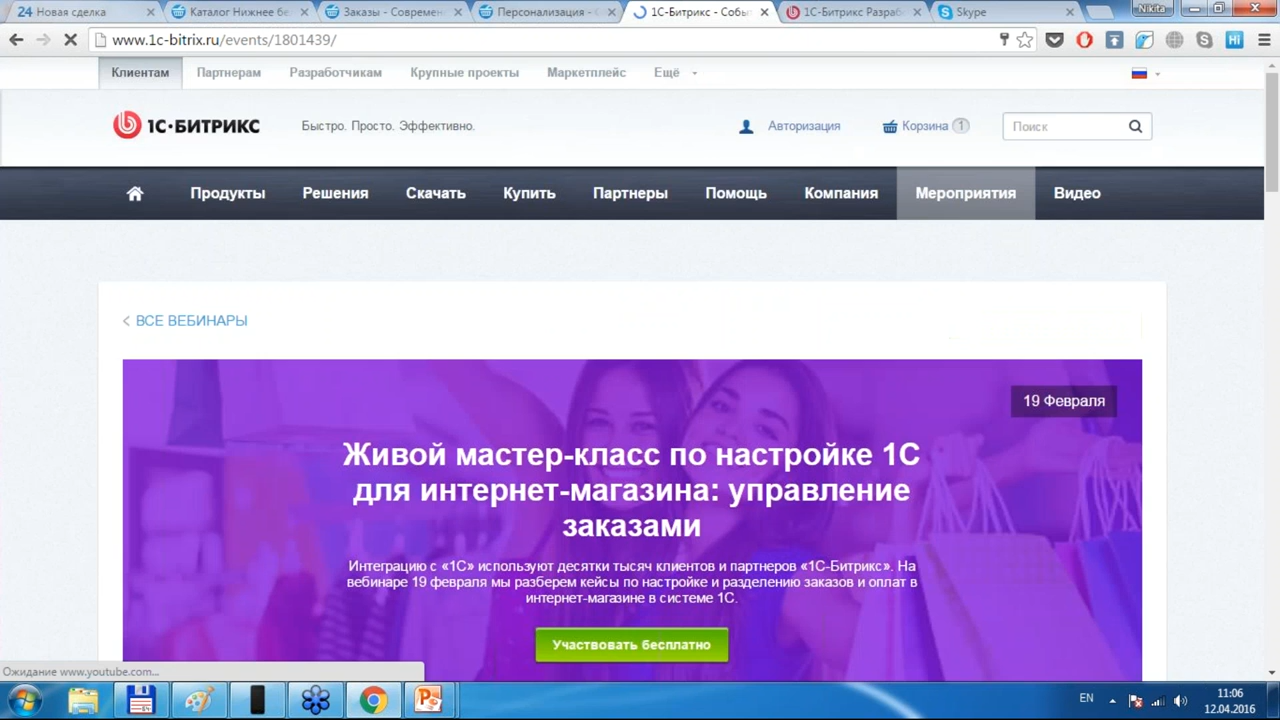 24 Новая сделка
Каталог Нижнее бе
Заказы - Современ
Персонализация - С
1С-Битрикс - Собы
1С-Битрикс Разраб
Skype
Nikita
www.1c-bitrix.ru/events/1801439/
Hi
Клиентам Партнерам Разработчикам Крупные проекты Маркетплейс Ещё
1С·БИТРИКС Быстро. Просто. Эффективно. Авторизация Корзина 1 Поиск
Продукты Решения Скачать Купить Партнеры Помощь Компания Мероприятия Видео
< ВСЕ ВЕБИНАРЫ
19 Февраля
Живой мастер-класс по настройке 1С
для интернет-магазина: управление
заказами
Интеграцию с «1С» используют десятки тысяч клиентов и партнеров «1С-Битрикс». На
вебинаре 19 февраля мы разберем кейсы по настройке и разделению заказов и оплат в
интернет-магазине в системе 1С.
Участвовать бесплатно
Ожидание www.youtube.com...
EN
11:06
12.04.2016